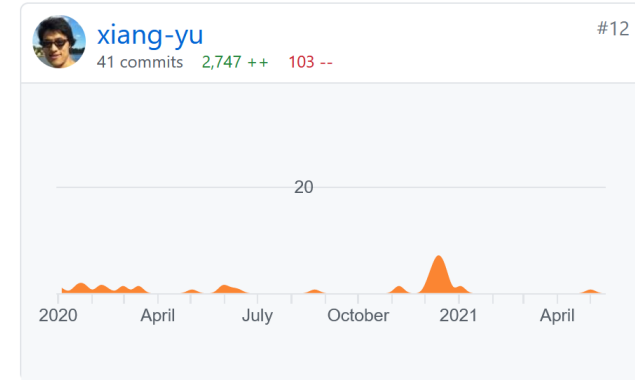 xiang-yu #12
41 commits 2,747 ++ 103 --
20
2020 April July October 2021 April